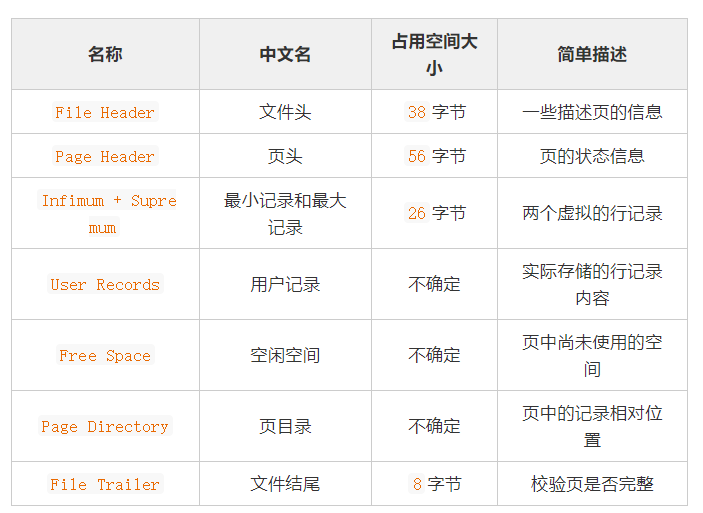 名称 中文名 占用空间大
小 简单描述
File Header 文件头 38 字节 一些描述页的信息
Page Header 页头 56 字节 页的状态信息
Infimum + Supre
mum 最小记录和最大
记录 26 字节 两个虚拟的行记录
User Records 用户记录 不确定 实际存储的行记录
内容
Free Space 空闲空间 不确定 页中尚未使用的空
间
Page Directory 页目录 不确定 页中的记录相对位
置
File Trailer 文件结尾 8 字节 校验页是否完整